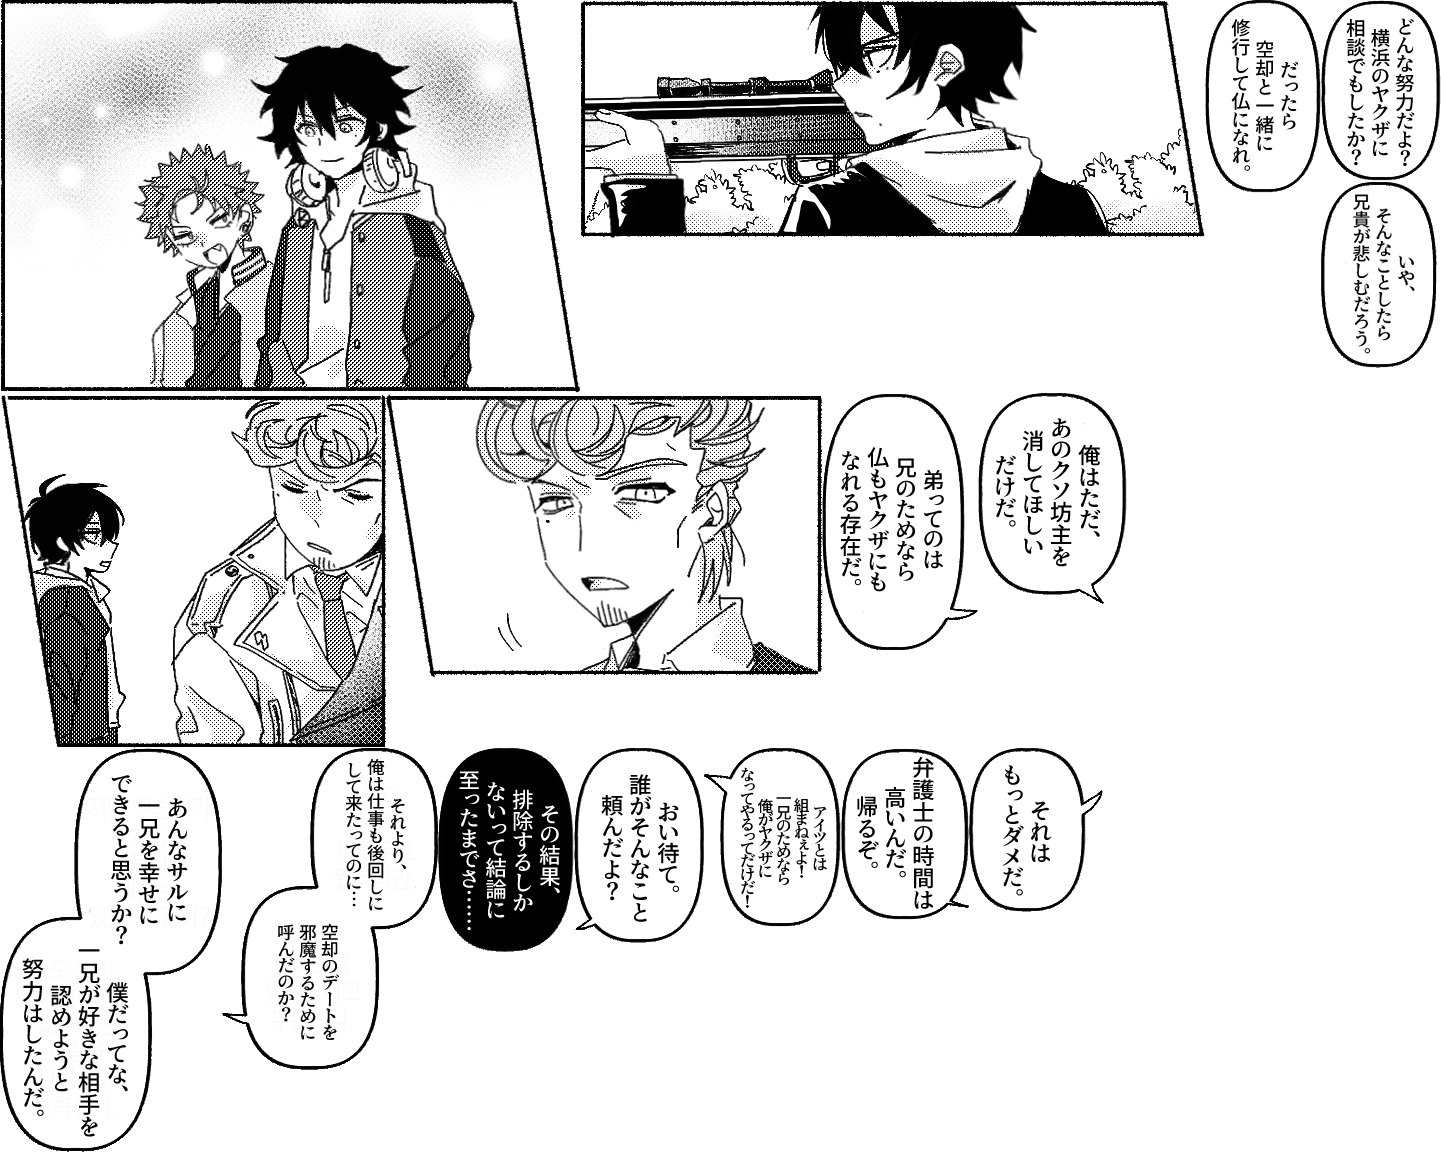 どんな努力だよ?
横浜のヤクザに
相談でもしたか?
いや、
そんなことしたら
兄貴が悲しむだろう。
だったら
空却と一緒に
修行して仏になれ。
俺はただ、
あのクソ坊主を
消してほしい
だけだ。
弟ってのは
兄のためなら
仏もヤクザにも
なれる存在だ。
それは
もっとダメだ。
弁護士の時間は
高いんだ。
帰るぞ。
アイツとは
組まねぇよ!
一兄のためなら
俺がヤクザに
なってやるってだけだ!
おい待て。
誰がそんなこと
頼んだよ?
その結果、
排除するしか
ないって結論に
至ったまでさ……
それより、
俺は仕事も後回しに
して来たってのに…
空却のデートを
邪魔するために
呼んだのか?
あんなサルに
一兄を幸せに
できると思うか?
僕だってな、
一兄が好きな相手を
認めようと
努力はしたんだ。